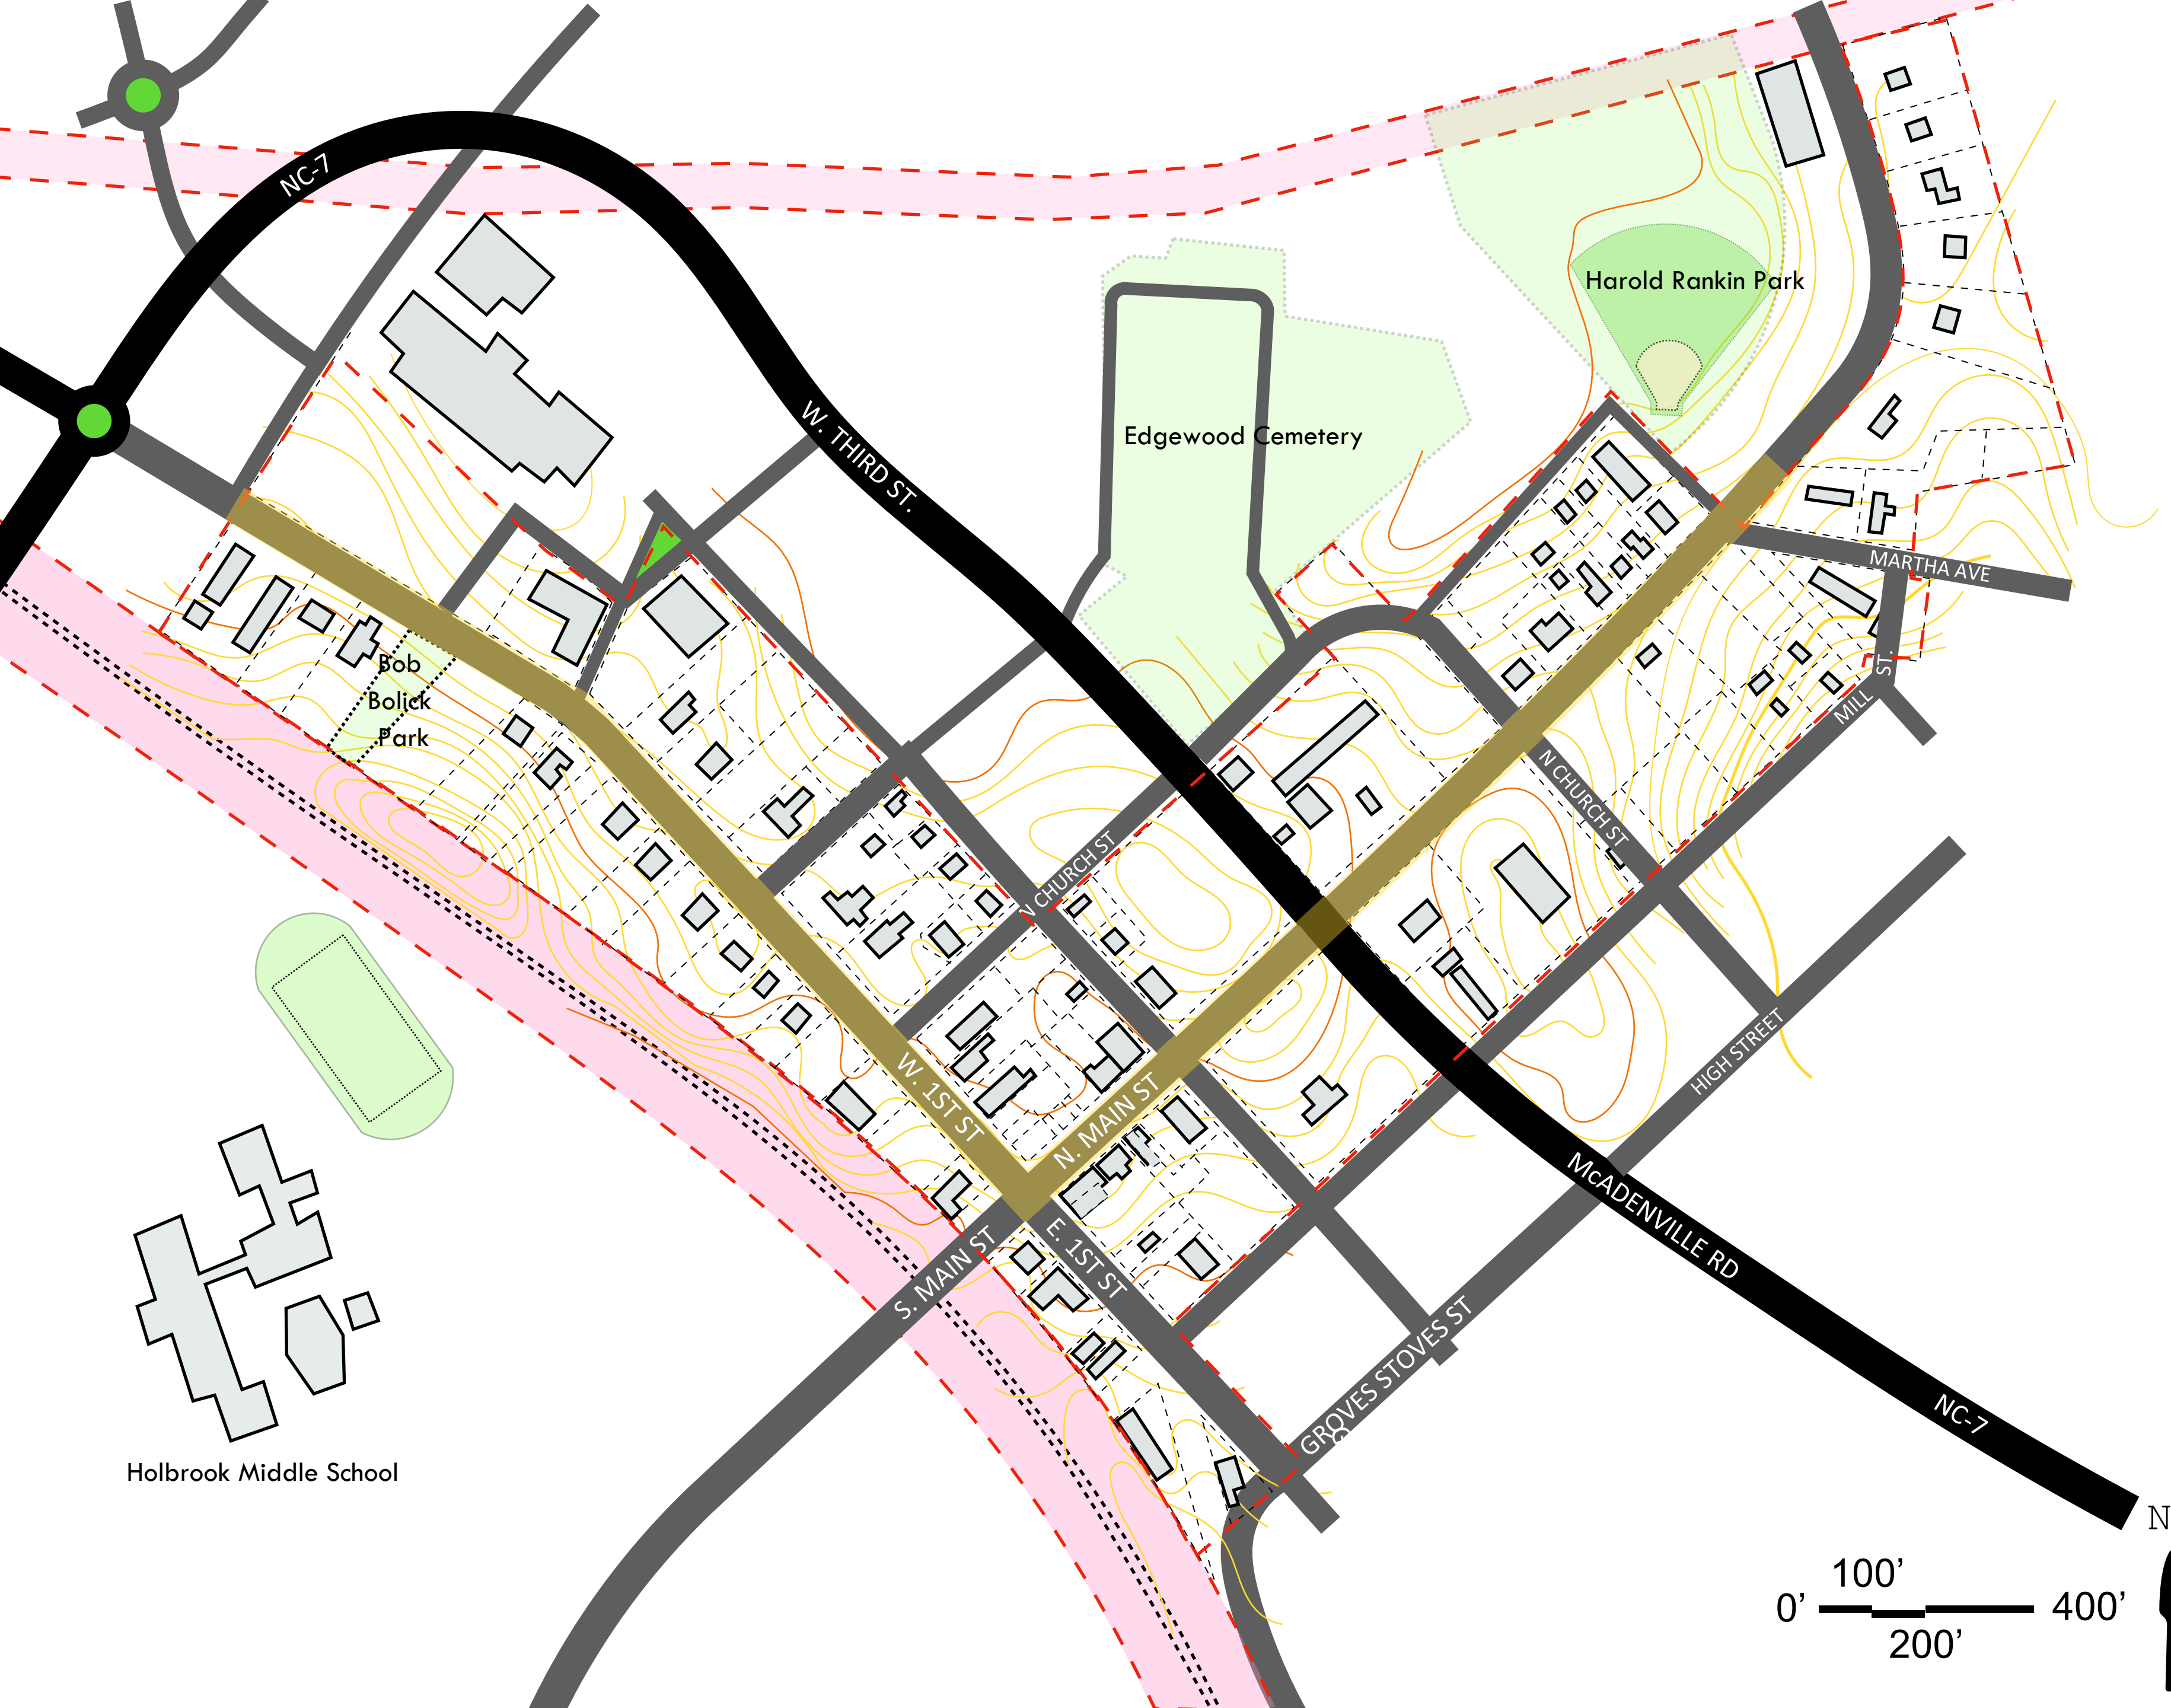 NC-7
W. THIRD ST.
Harold Rankin Park
Edgewood Cemetery
MARTHA AVE
Bob
Bolick
Park
MILL ST.
N CHURCH ST
N CHURCH ST
HIGH STREET
W. 1ST ST
N. MAIN ST
McADENVILLE RD
S. MAIN ST
E. 1ST ST
GROVES STOVES ST
NC-7
Holbrook Middle School
N
100’
0’
400’
200’